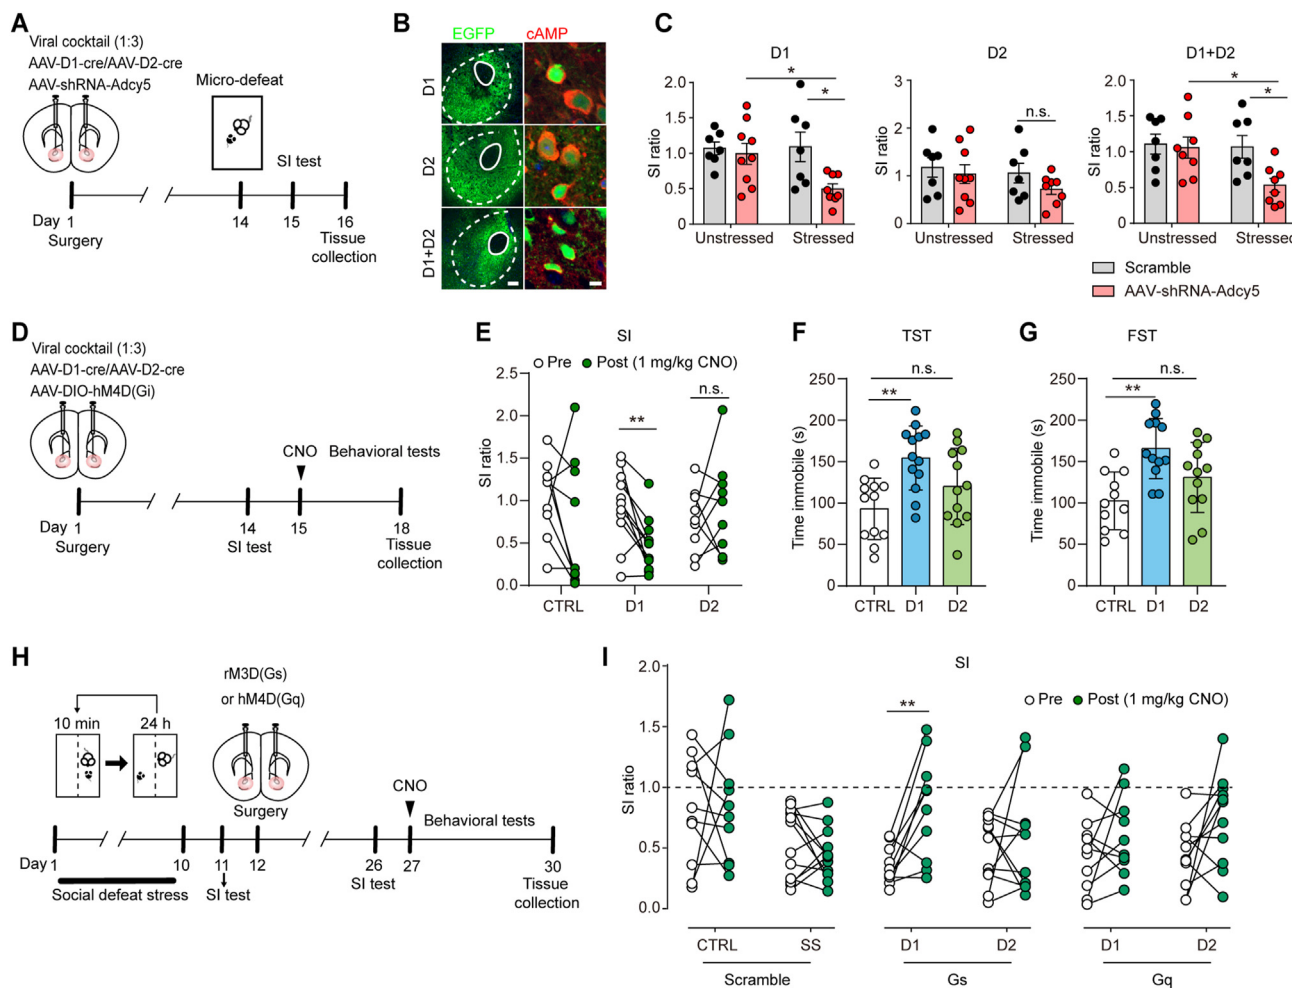 A
Viral cocktail (1:3)
AAV-D1-cre/AAV-D2-cre
AAV-shRNA-Adcy5
Micro-defeat
SI test
Day 1
14
15
16
Surgery
Tissue
collection
B
EGFP
cAMP
D1
D2
D1+D2
C
D1
SI ratio
2.0
1.5
1.0
0.5
0
*
*
Unstressed
Stressed
D2
SI ratio
3
2
1
0
n.s.
Unstressed
Stressed
D1+D2
SI ratio
2.0
1.5
1.0
0.5
0
*
*
Unstressed
Stressed
Scramble
AAV-shRNA-Adcy5
D
Viral cocktail (1:3)
AAV-D1-cre/AAV-D2-cre
AAV-DIO-hM4D(Gi)
CNO
Behavioral tests
Day 1
14
15
18
Surgery
SI test
Tissue
collection
E
SI
Pre
Post (1 mg/kg CNO)
SI ratio
2.5
2.0
1.5
1.0
0.5
0.0
**
n.s.
CTRL
D1
D2
F
TST
n.s.
**
Time immobile (s)
250
200
150
100
50
0
CTRL
D1
D2
G
FST
n.s.
**
Time immobile (s)
250
200
150
100
50
0
CTRL
D1
D2
H
rM3D(Gs)
or hM4D(Gq)
10 min
24 h
Surgery
CNO
Behavioral tests
Day 1
10
11
12
26
27
30
Social defeat stress
SI test
SI test
Tissue
collection
I
SI
Pre
Post (1 mg/kg CNO)
SI ratio
2.0
1.5
1.0
0.5
0.0
**
CTRL
SS
D1
D2
D1
D2
Scramble
Gs
Gq